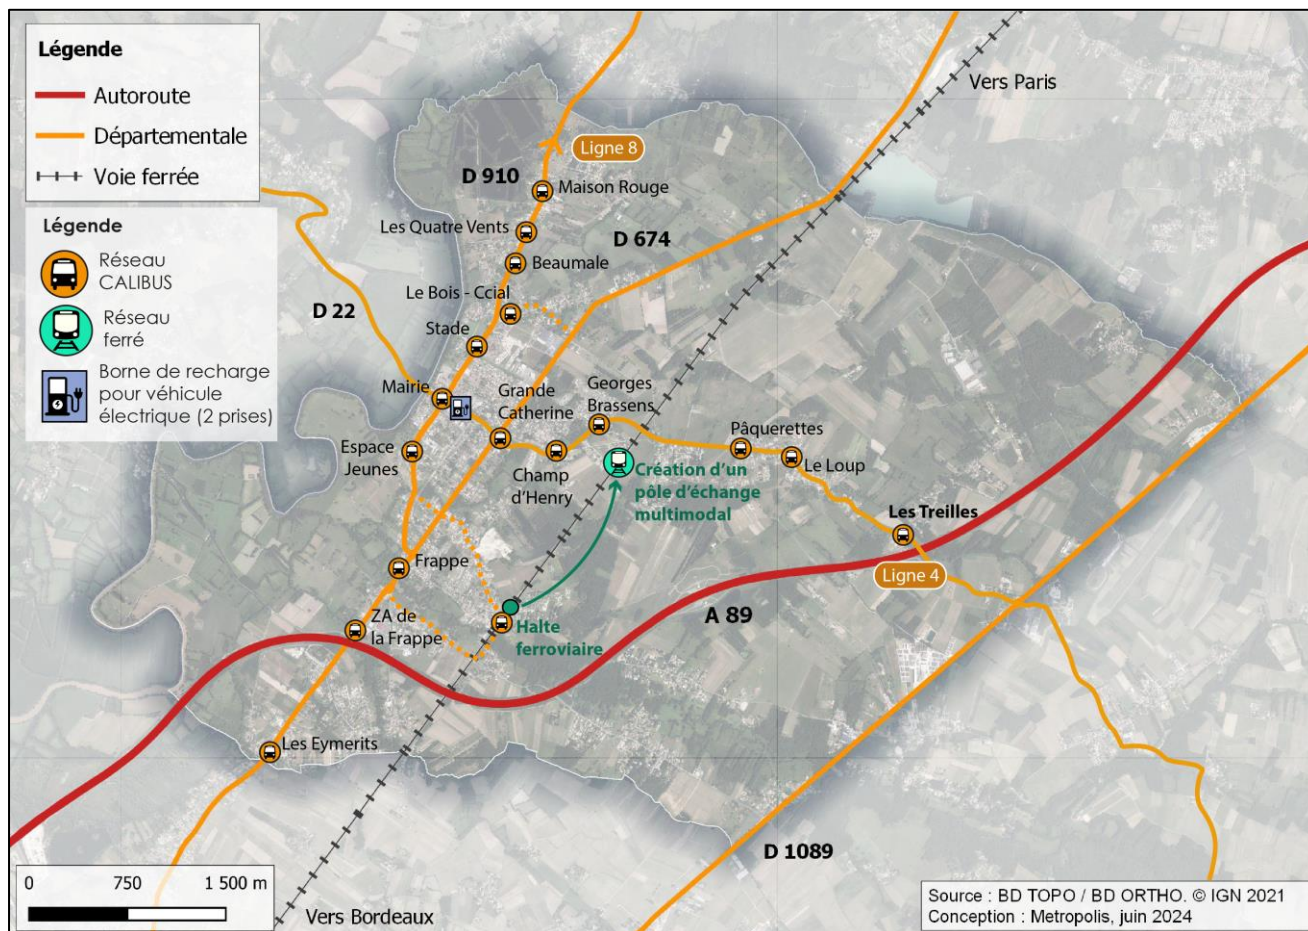 Légende
Autoroute
Départementale
Voie ferrée
Légende
Réseau
CALIBUS
Réseau
ferré
Borne de recharge
pour véhicule
électrique (2 prises)
Vers Paris
Ligne 8
D 910
Maison Rouge
Les Quatre Vents
D 674
Beaumale
Le Bois - Ccial
D 22
Stade
Mairie
Grande
Catherine
Georges
Brassens
Espace
Jeunes
Champ
d'Henry
Pâquerettes
Le Loup
Création d'un
pôle d'échange
multimodal
Les Treilles
Frappe
Ligne 4
ZA de
la Frappe
Halte
ferroviaire
A 89
Les Eymerits
D 1089
0 750 1 500 m
Vers Bordeaux
Source : BD TOPO / BD ORTHO. © IGN 2021
Conception : Metropolis, juin 2024